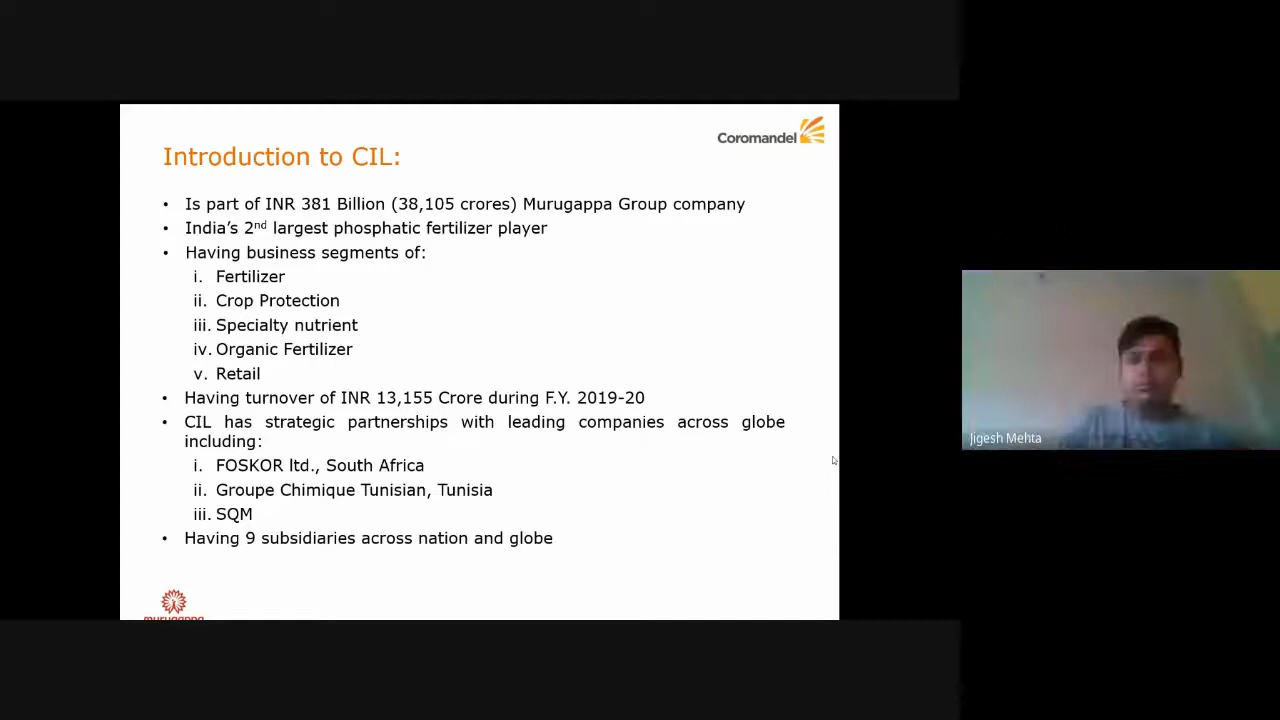 Coromandel
Introduction to CIL:
• Is part of INR 381 Billion (38,105 crores) Murugappa Group company
• India's 2nd largest phosphatic fertilizer player
• Having business segments of:
i. Fertilizer
ii. Crop Protection
iii. Specialty nutrient
iv. Organic Fertilizer
v. Retail
• Having turnover of INR 13,155 Crore during F.Y. 2019-20
• CIL has strategic partnerships with leading companies across globe
including:
i. FOSKOR ltd., South Africa
ii. Groupe Chimique Tunisian, Tunisia
iii. SQM
• Having 9 subsidiaries across nation and globe
murugappa
Jigesh Mehta